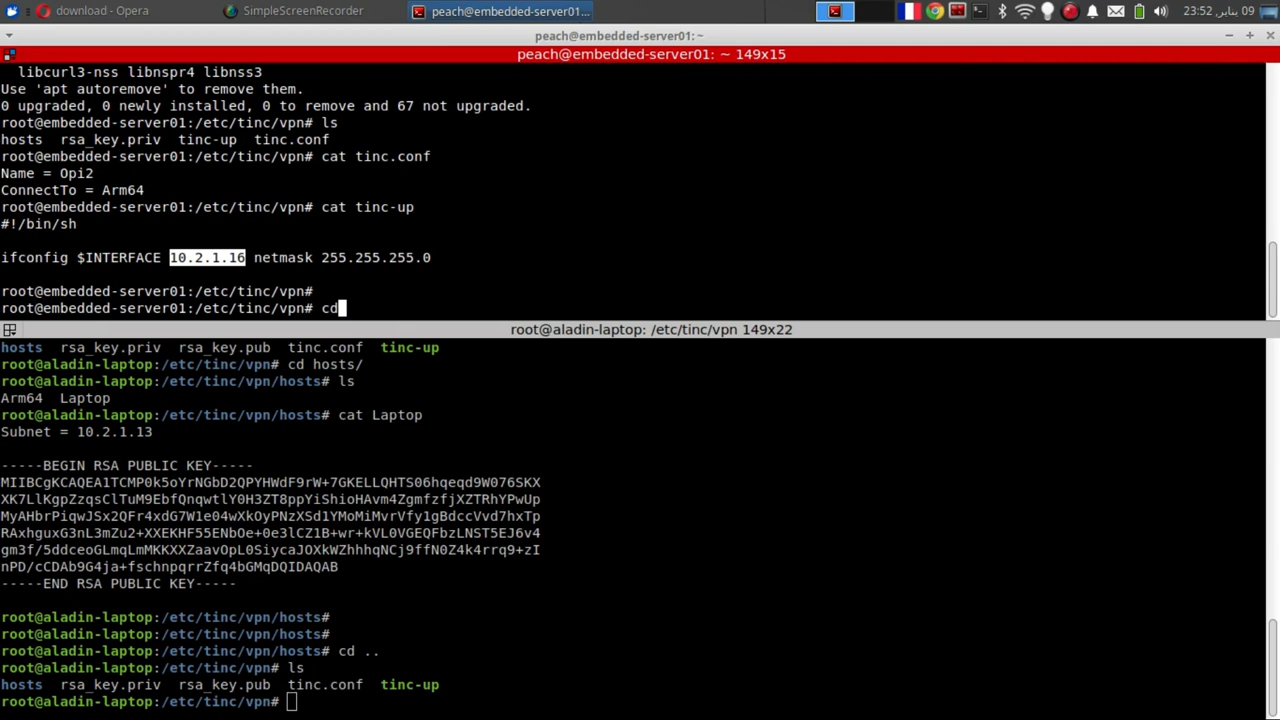 download - Opera
SimpleScreenRecorder
peach@embedded-server01:...
23:52 ,09 يناير
peach@embedded-server01:~
peach@embedded-server01: ~ 149x15
libcurl3-nss libnspr4 libnss3
Use 'apt autoremove' to remove them.
0 upgraded, 0 newly installed, 0 to remove and 67 not upgraded.
root@embedded-server01:/etc/tinc/vpn# ls
hosts  rsa_key.priv  tinc-up  tinc.conf
root@embedded-server01:/etc/tinc/vpn# cat tinc.conf
Name = Opi2
ConnectTo = Arm64
root@embedded-server01:/etc/tinc/vpn# cat tinc-up
#!/bin/sh
ifconfig $INTERFACE 10.2.1.16 netmask 255.255.255.0
root@embedded-server01:/etc/tinc/vpn#
root@embedded-server01:/etc/tinc/vpn# cd
root@aladin-laptop: /etc/tinc/vpn 149x22
hosts  rsa_key.priv  rsa_key.pub  tinc.conf  tinc-up
root@aladin-laptop:/etc/tinc/vpn# cd hosts/
root@aladin-laptop:/etc/tinc/vpn/hosts# ls
Arm64  Laptop
root@aladin-laptop:/etc/tinc/vpn/hosts# cat Laptop
Subnet = 10.2.1.13
-----BEGIN RSA PUBLIC KEY-----
MIIBCgKCAQEA1TCMP0k5oYrNGbD2QPYHWdF9rW+7GKELLQHTS06hqeqd9W076SKX
XK7LlKgpZzqsClTuM9EbfQnqwtlY0H3ZT8ppYiShioHAvm4ZgmfzfjXZTRhYPwUp
MyAHbrPiqwJSx2QFr4xdG7W1e04wXkOyPNzXSd1YMoMiMvrVfy1gBdccVvd7hxTp
RAxhguxG3nL3mZu2+XXEKHF55ENbOe+0e3lCZ1B+wr+kVL0VGEQFbzLNST5EJ6v4
gm3f/5ddceoGLmqLmMKKXXZaavOpL0SiycaJOXkWZhhhqNCj9ffN0Z4k4rrq9+zI
nPD/cCDAb9G4ja+fschnpqrrZfq4bGMqDQIDAQAB
-----END RSA PUBLIC KEY-----
root@aladin-laptop:/etc/tinc/vpn/hosts#
root@aladin-laptop:/etc/tinc/vpn/hosts#
root@aladin-laptop:/etc/tinc/vpn/hosts# cd ..
root@aladin-laptop:/etc/tinc/vpn# ls
hosts  rsa_key.priv  rsa_key.pub  tinc.conf  tinc-up
root@aladin-laptop:/etc/tinc/vpn#